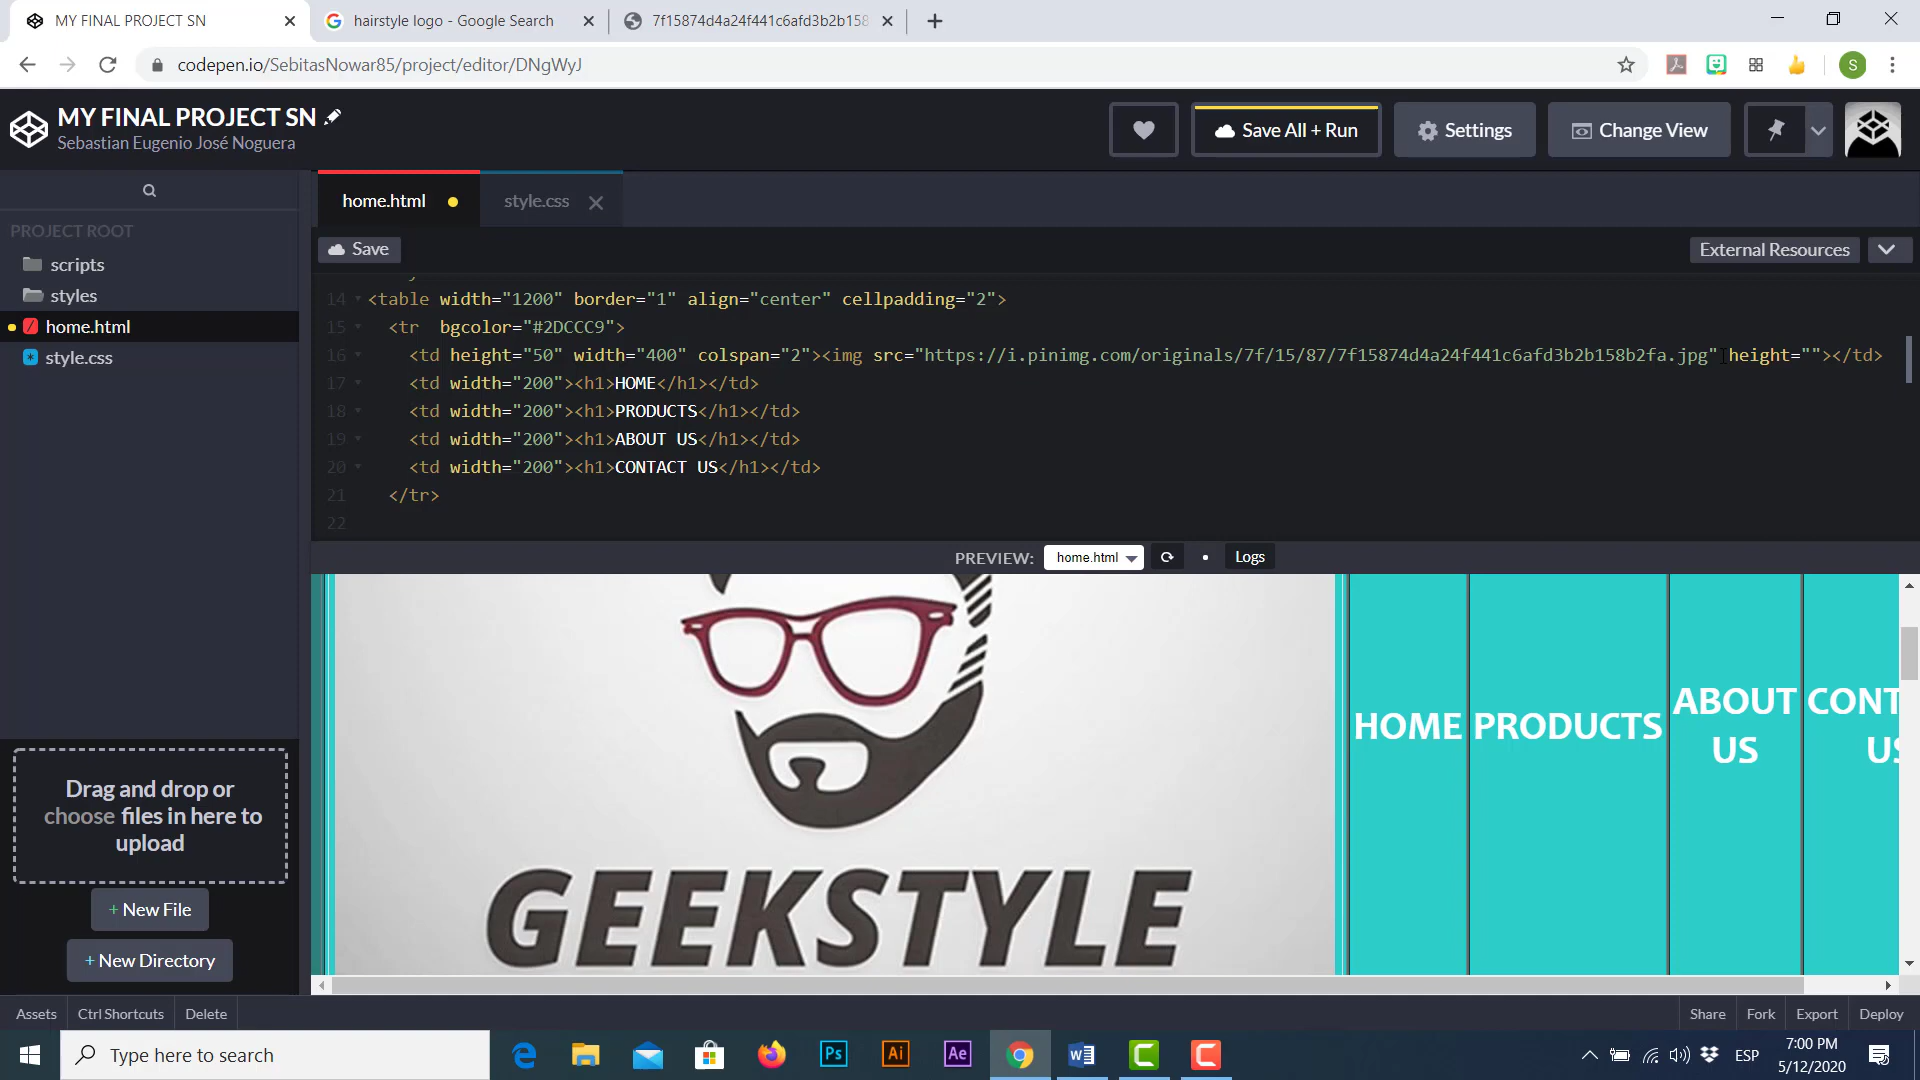 MY FINAL PROJECT SN
hairstyle logo - Google Search
7f15874d4a24f441c6afd3b2b158
codepen.io/SebitasNowar85/project/editor/DNgWyJ
S
MY FINAL PROJECT SN
Sebastian Eugenio José Noguera
Save All + Run
Settings
Change View
home.html
style.css
PROJECT ROOT
scripts
styles
home.html
style.css
Save
External Resources
14 <table width="1200" border="1" align="center" cellpadding="2">
15 <tr  bgcolor="#2DCCC9">
16 <td height="50" width="400" colspan="2"><img src="https://i.pinimg.com/originals/7f/15/87/7f15874d4a24f441c6afd3b2b158b2fa.jpg" height=""></td>
17 <td width="200"><h1>HOME</h1></td>
18 <td width="200"><h1>PRODUCTS</h1></td>
19 <td width="200"><h1>ABOUT US</h1></td>
20 <td width="200"><h1>CONTACT US</h1></td>
21 </tr>
22
PREVIEW:
home.html
Logs
HOME
PRODUCTS
ABOUT
US
CONT
US
GEEKSTYLE
Drag and drop or
choose files in here to
upload
+ New File
+ New Directory
Assets
Ctrl Shortcuts
Delete
Share
Fork
Export
Deploy
Type here to search
Ps
Ai
Ae
ESP
7:00 PM
5/12/2020